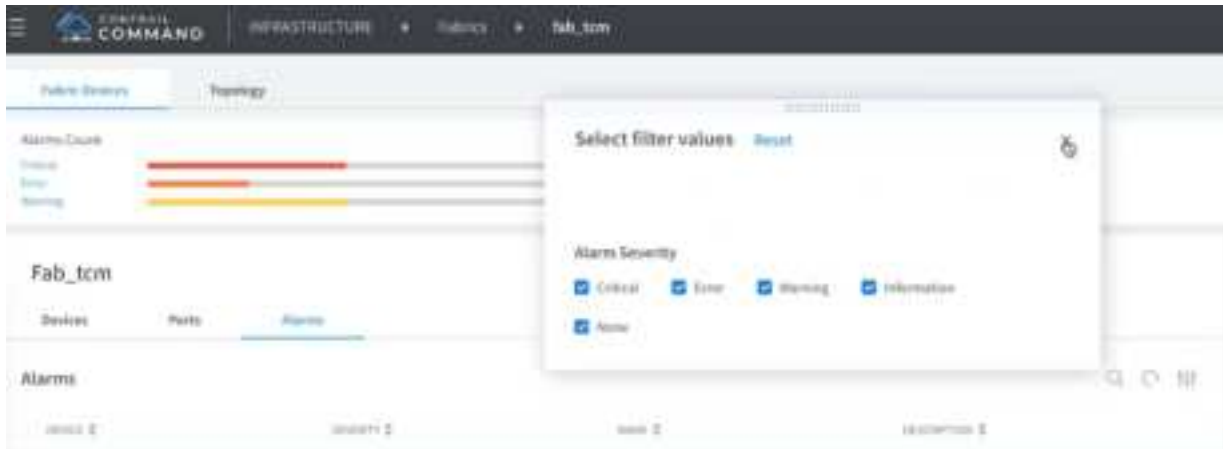 CONTRAIL
COMMAND
INFRASTRUCTURE
Fabrics
fab_tcm
Fabric Devices
Topology
Select filter values
Reset
Alarms Count
Critical
Error
Warning
Alarm Severity
Critical
Error
Warning
Information
None
Fab_tcm
Devices
Ports
Alarms
Alarms
DEVICE
SEVERITY
NAME
DESCRIPTION